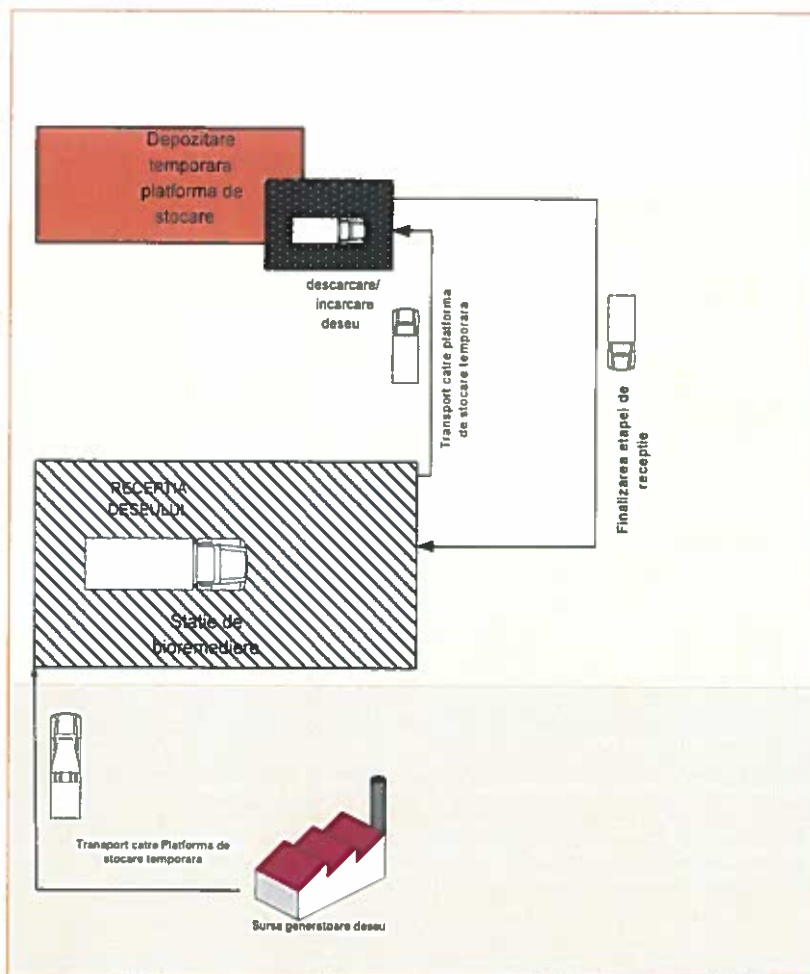 Depozitare
temporara
platforma de
stocare
descarcare/
incarcare
deseu
Transport catre platforma
de stocare temporara
Finalizarea etapei de
receptie
RECEPTIA
DESEULUI
Statie de
bioremediere
Transport catre Platforma de
stocare temporara
Sursa generatoare deseu